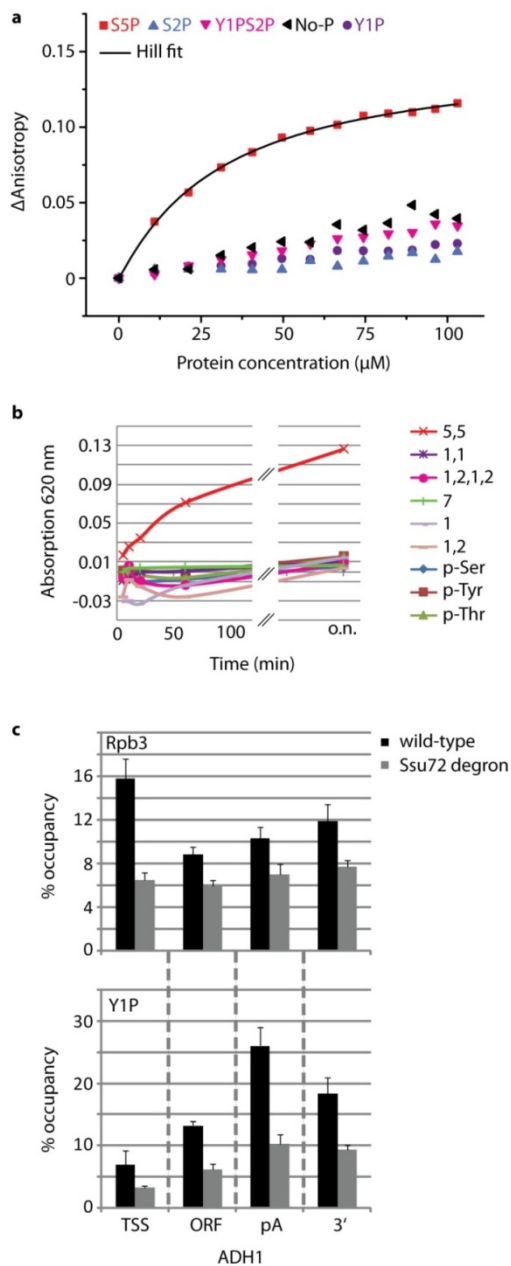 a
S5P S2P Y1PS2P No-P Y1P
Hill fit
0.15
0.10
0.05
0
ΔAnisotropy
0 25 50 75 100
Protein concentration (μM)
b
Absorption 620 nm
0.13
0.09
0.05
0.01
-0.03
0 50 100 o.n.
Time (min)
5,5
1,1
1,2,1,2
7
1
1,2
p-Ser
p-Tyr
p-Thr
c
Rpb3
wild-type
Ssu72 degron
% occupancy
16
12
8
4
0
Y1P
% occupancy
30
20
10
0
TSS ORF pA 3′
ADH1